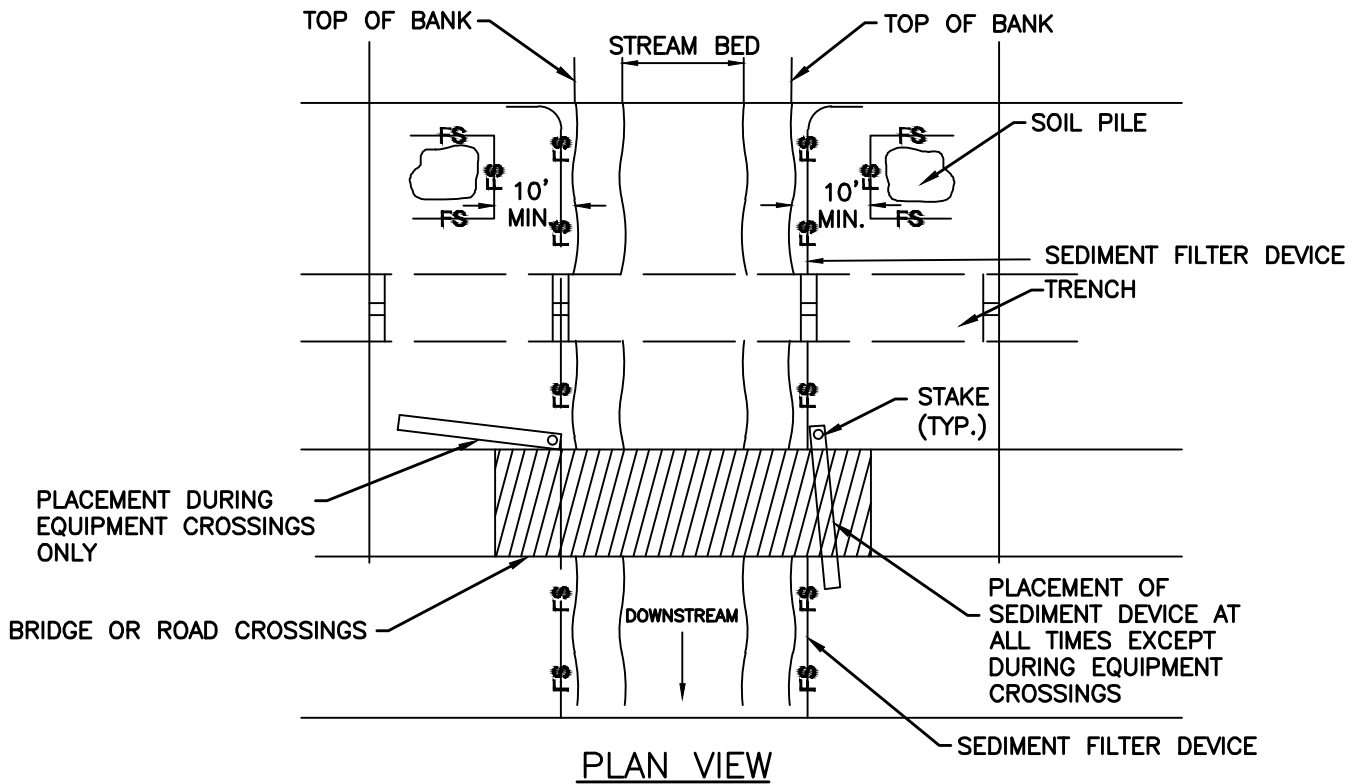 TOP OF BANK
STREAM BED
TOP OF BANK
SOIL PILE
FS
FS
FS
FS
FS
FS
FS
FS
10'
MIN.
10'
MIN.
FS
FS
FS
FS
SEDIMENT FILTER DEVICE
TRENCH
FS
FS
STAKE
(TYP.)
PLACEMENT DURING
EQUIPMENT CROSSINGS
ONLY
BRIDGE OR ROAD CROSSINGS
FS
FS
DOWNSTREAM
PLACEMENT OF
SEDIMENT DEVICE AT
ALL TIMES EXCEPT
DURING EQUIPMENT
CROSSINGS
FS
FS
SEDIMENT FILTER DEVICE
PLAN VIEW